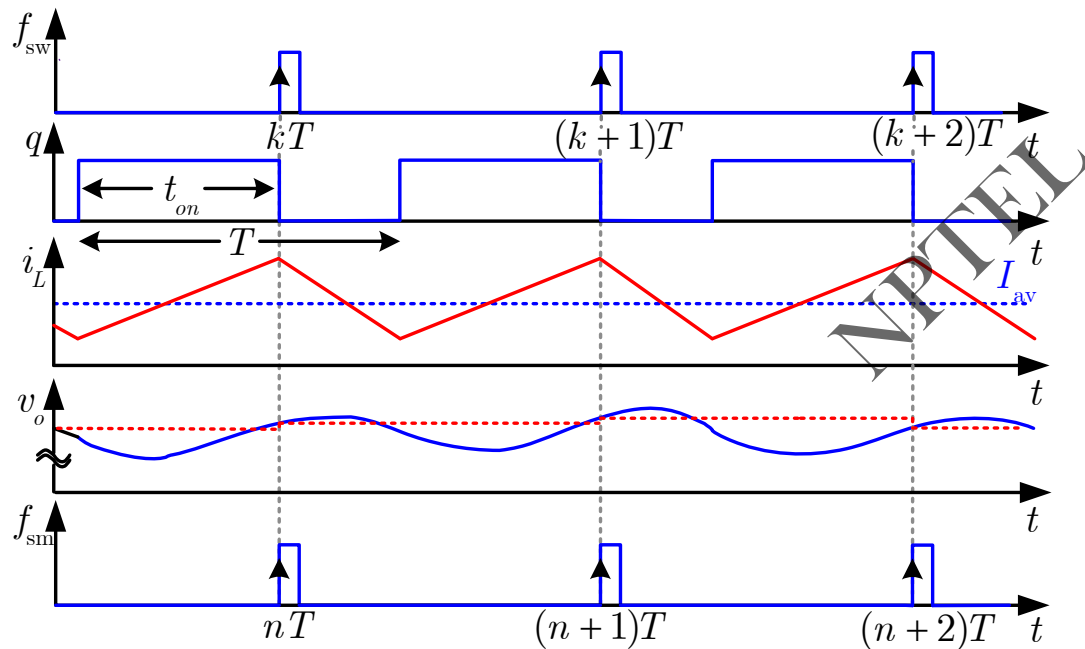 f_sw
kT
(k + 1)T
(k + 2)T
t
q
t_on
T
t
i_L
I_av
t
v_o
t
f_sm
nT
(n + 1)T
(n + 2)T
t
NPTEL